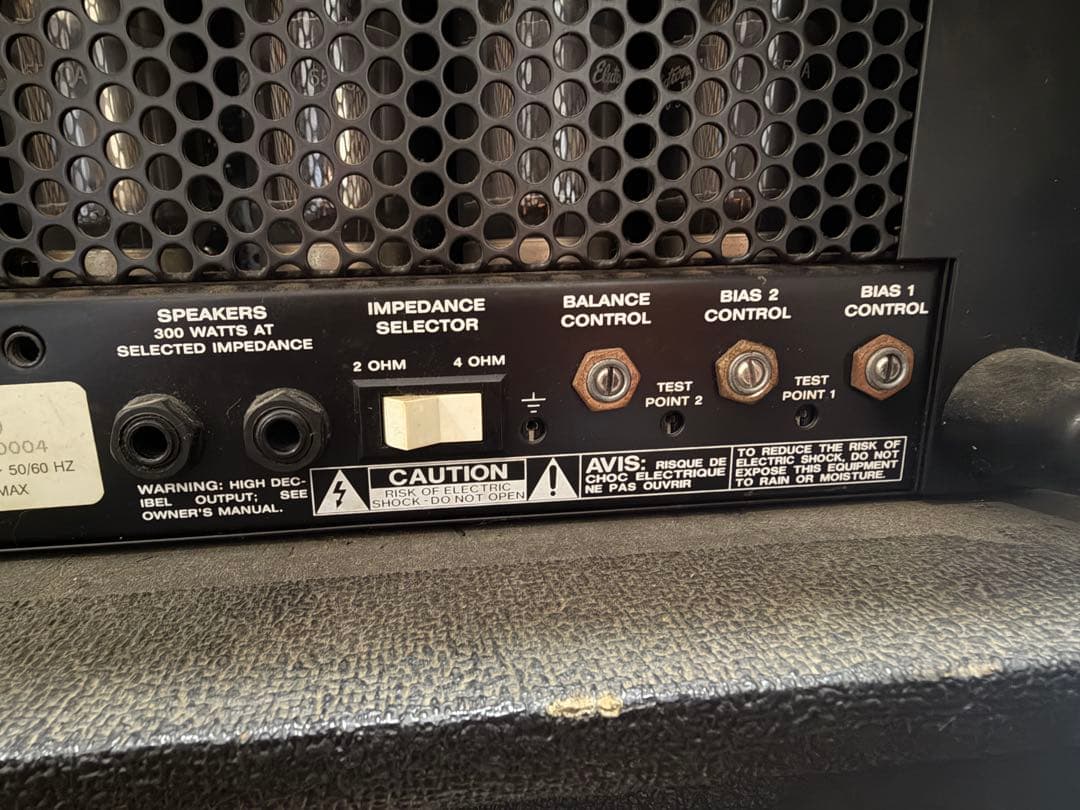 SPEAKERS
300 WATTS AT
SELECTED IMPEDANCE
IMPEDANCE
SELECTOR
2 OHM 4 OHM
BALANCE
CONTROL
BIAS 2
CONTROL
BIAS 1
CONTROL
TEST
POINT 2
TEST
POINT 1
0004
50/60 HZ
MAX
WARNING: HIGH DEC-
IBEL OUTPUT; SEE
OWNER'S MANUAL.
CAUTION
RISK OF ELECTRIC
SHOCK-DO NOT OPEN
AVIS: RISQUE DE
CHOC ELECTRIQUE
NE PAS OUVRIR
TO REDUCE THE RISK OF
ELECTRIC SHOCK, DO NOT
EXPOSE THIS EQUIPMENT
TO RAIN OR MOISTURE.